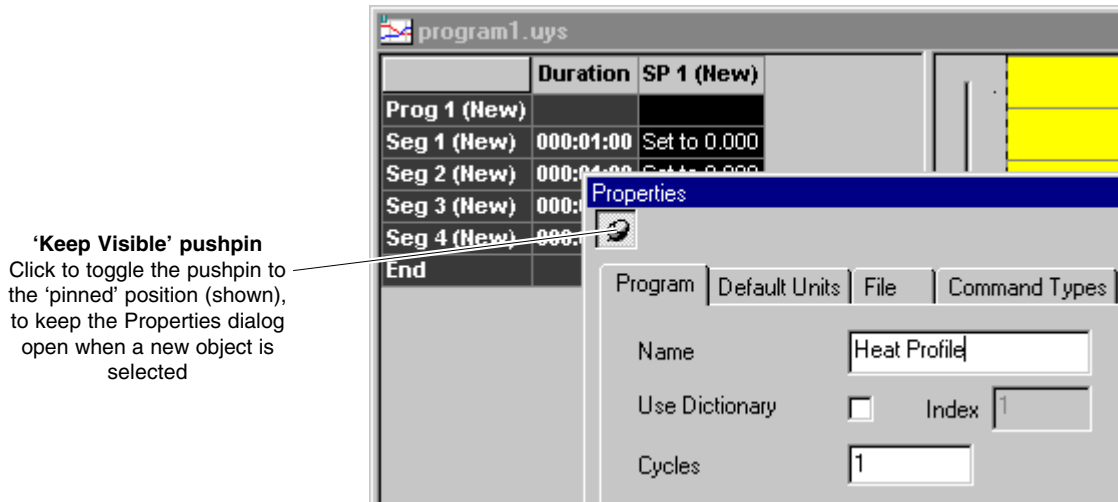 program1.uys
Duration SP 1 (New)
Prog 1 (New)
Seg 1 (New) 000:01:00 Set to 0.000
Seg 2 (New)
Seg 3 (New)
Seg 4 (New)
End
Properties
Program Default Units File Command Types
Name Heat Profile
Use Dictionary Index 1
Cycles 1
‘Keep Visible’ pushpin
Click to toggle the pushpin to
the ‘pinned’ position (shown),
to keep the Properties dialog
open when a new object is
selected